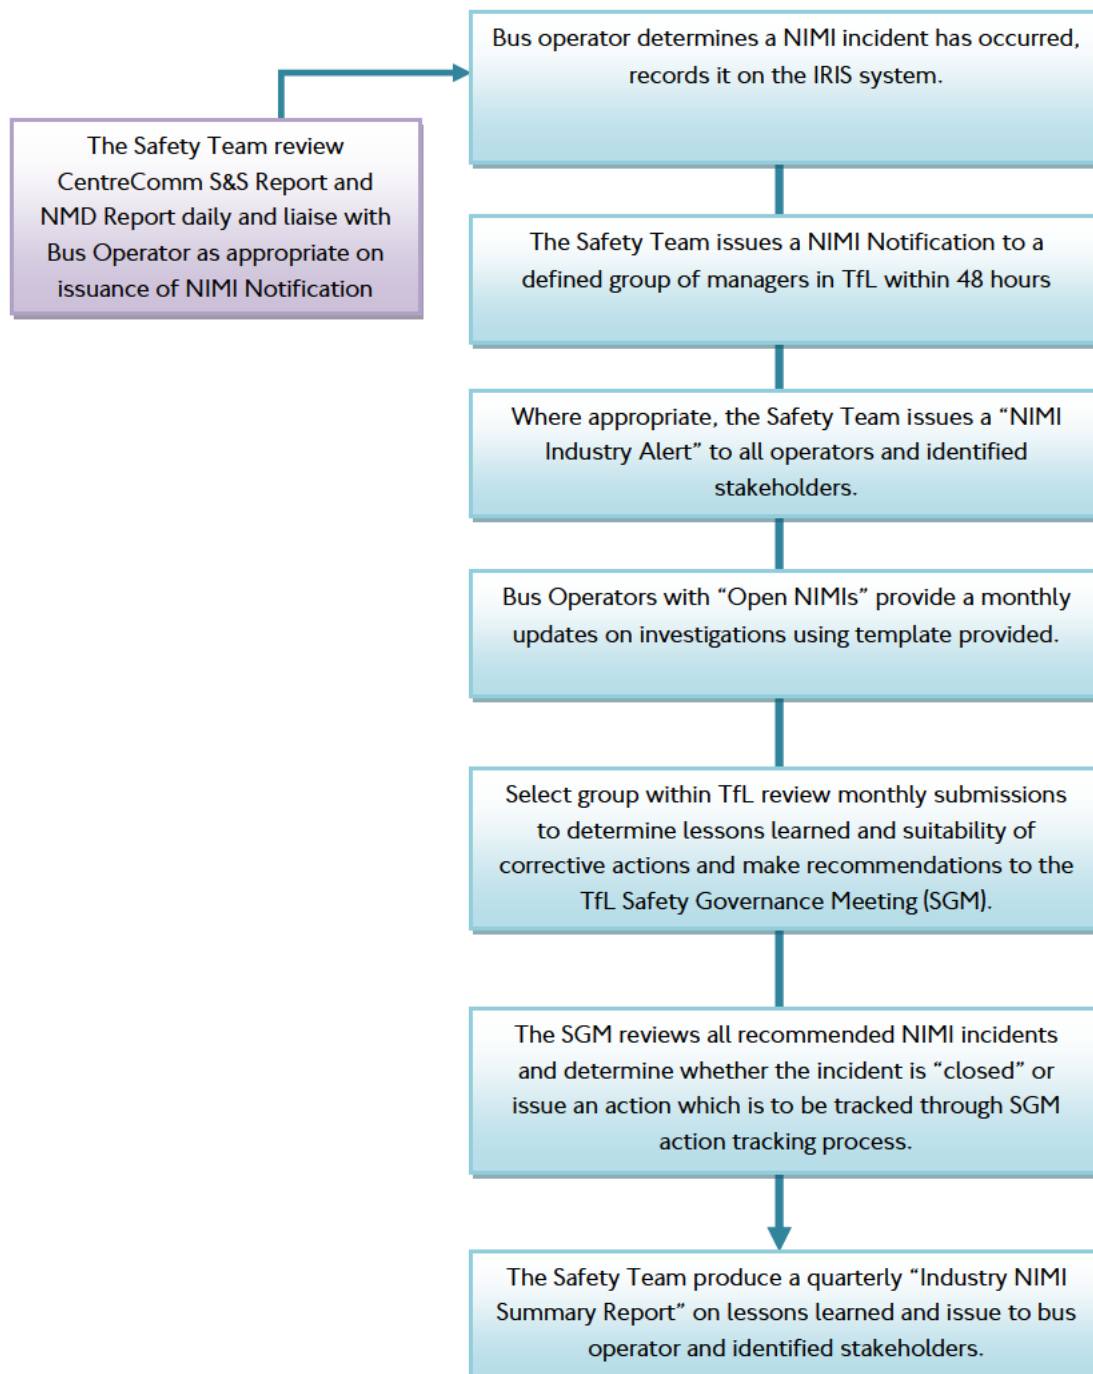 Bus operator determines a NIMI incident has occurred,
records it on the IRIS system.
The Safety Team review
CentreComm S&S Report and
NMD Report daily and liaise with
Bus Operator as appropriate on
issuance of NIMI Notification
The Safety Team issues a NIMI Notification to a
defined group of managers in TfL within 48 hours
Where appropriate, the Safety Team issues a “NIMI
Industry Alert” to all operators and identified
stakeholders.
Bus Operators with “Open NIMIs” provide a monthly
updates on investigations using template provided.
Select group within TfL review monthly submissions
to determine lessons learned and suitability of
corrective actions and make recommendations to the
TfL Safety Governance Meeting (SGM).
The SGM reviews all recommended NIMI incidents
and determine whether the incident is “closed” or
issue an action which is to be tracked through SGM
action tracking process.
The Safety Team produce a quarterly “Industry NIMI
Summary Report” on lessons learned and issue to bus
operator and identified stakeholders.